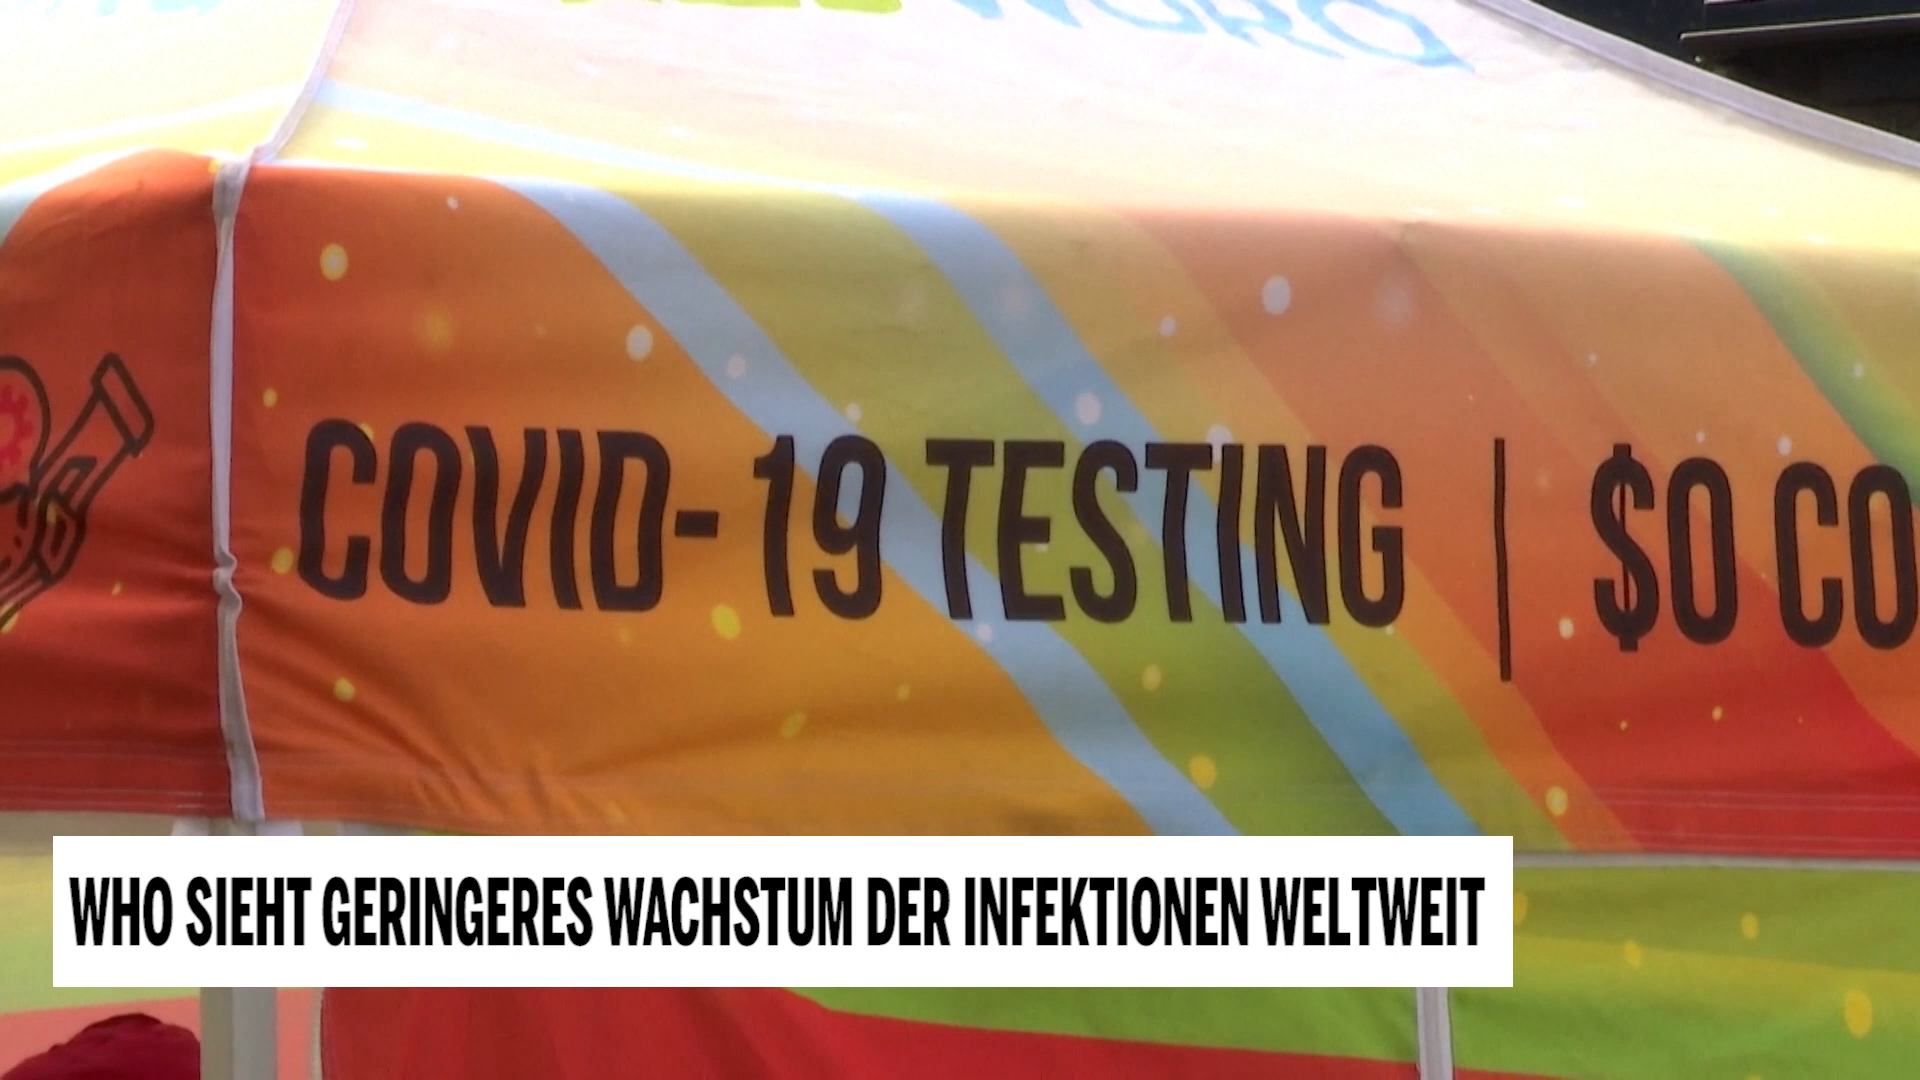 COVID-19 TESTING | $0 CO
WHO SIEHT GERINGERES WACHSTUM DER INFEKTIONEN WELTWEIT